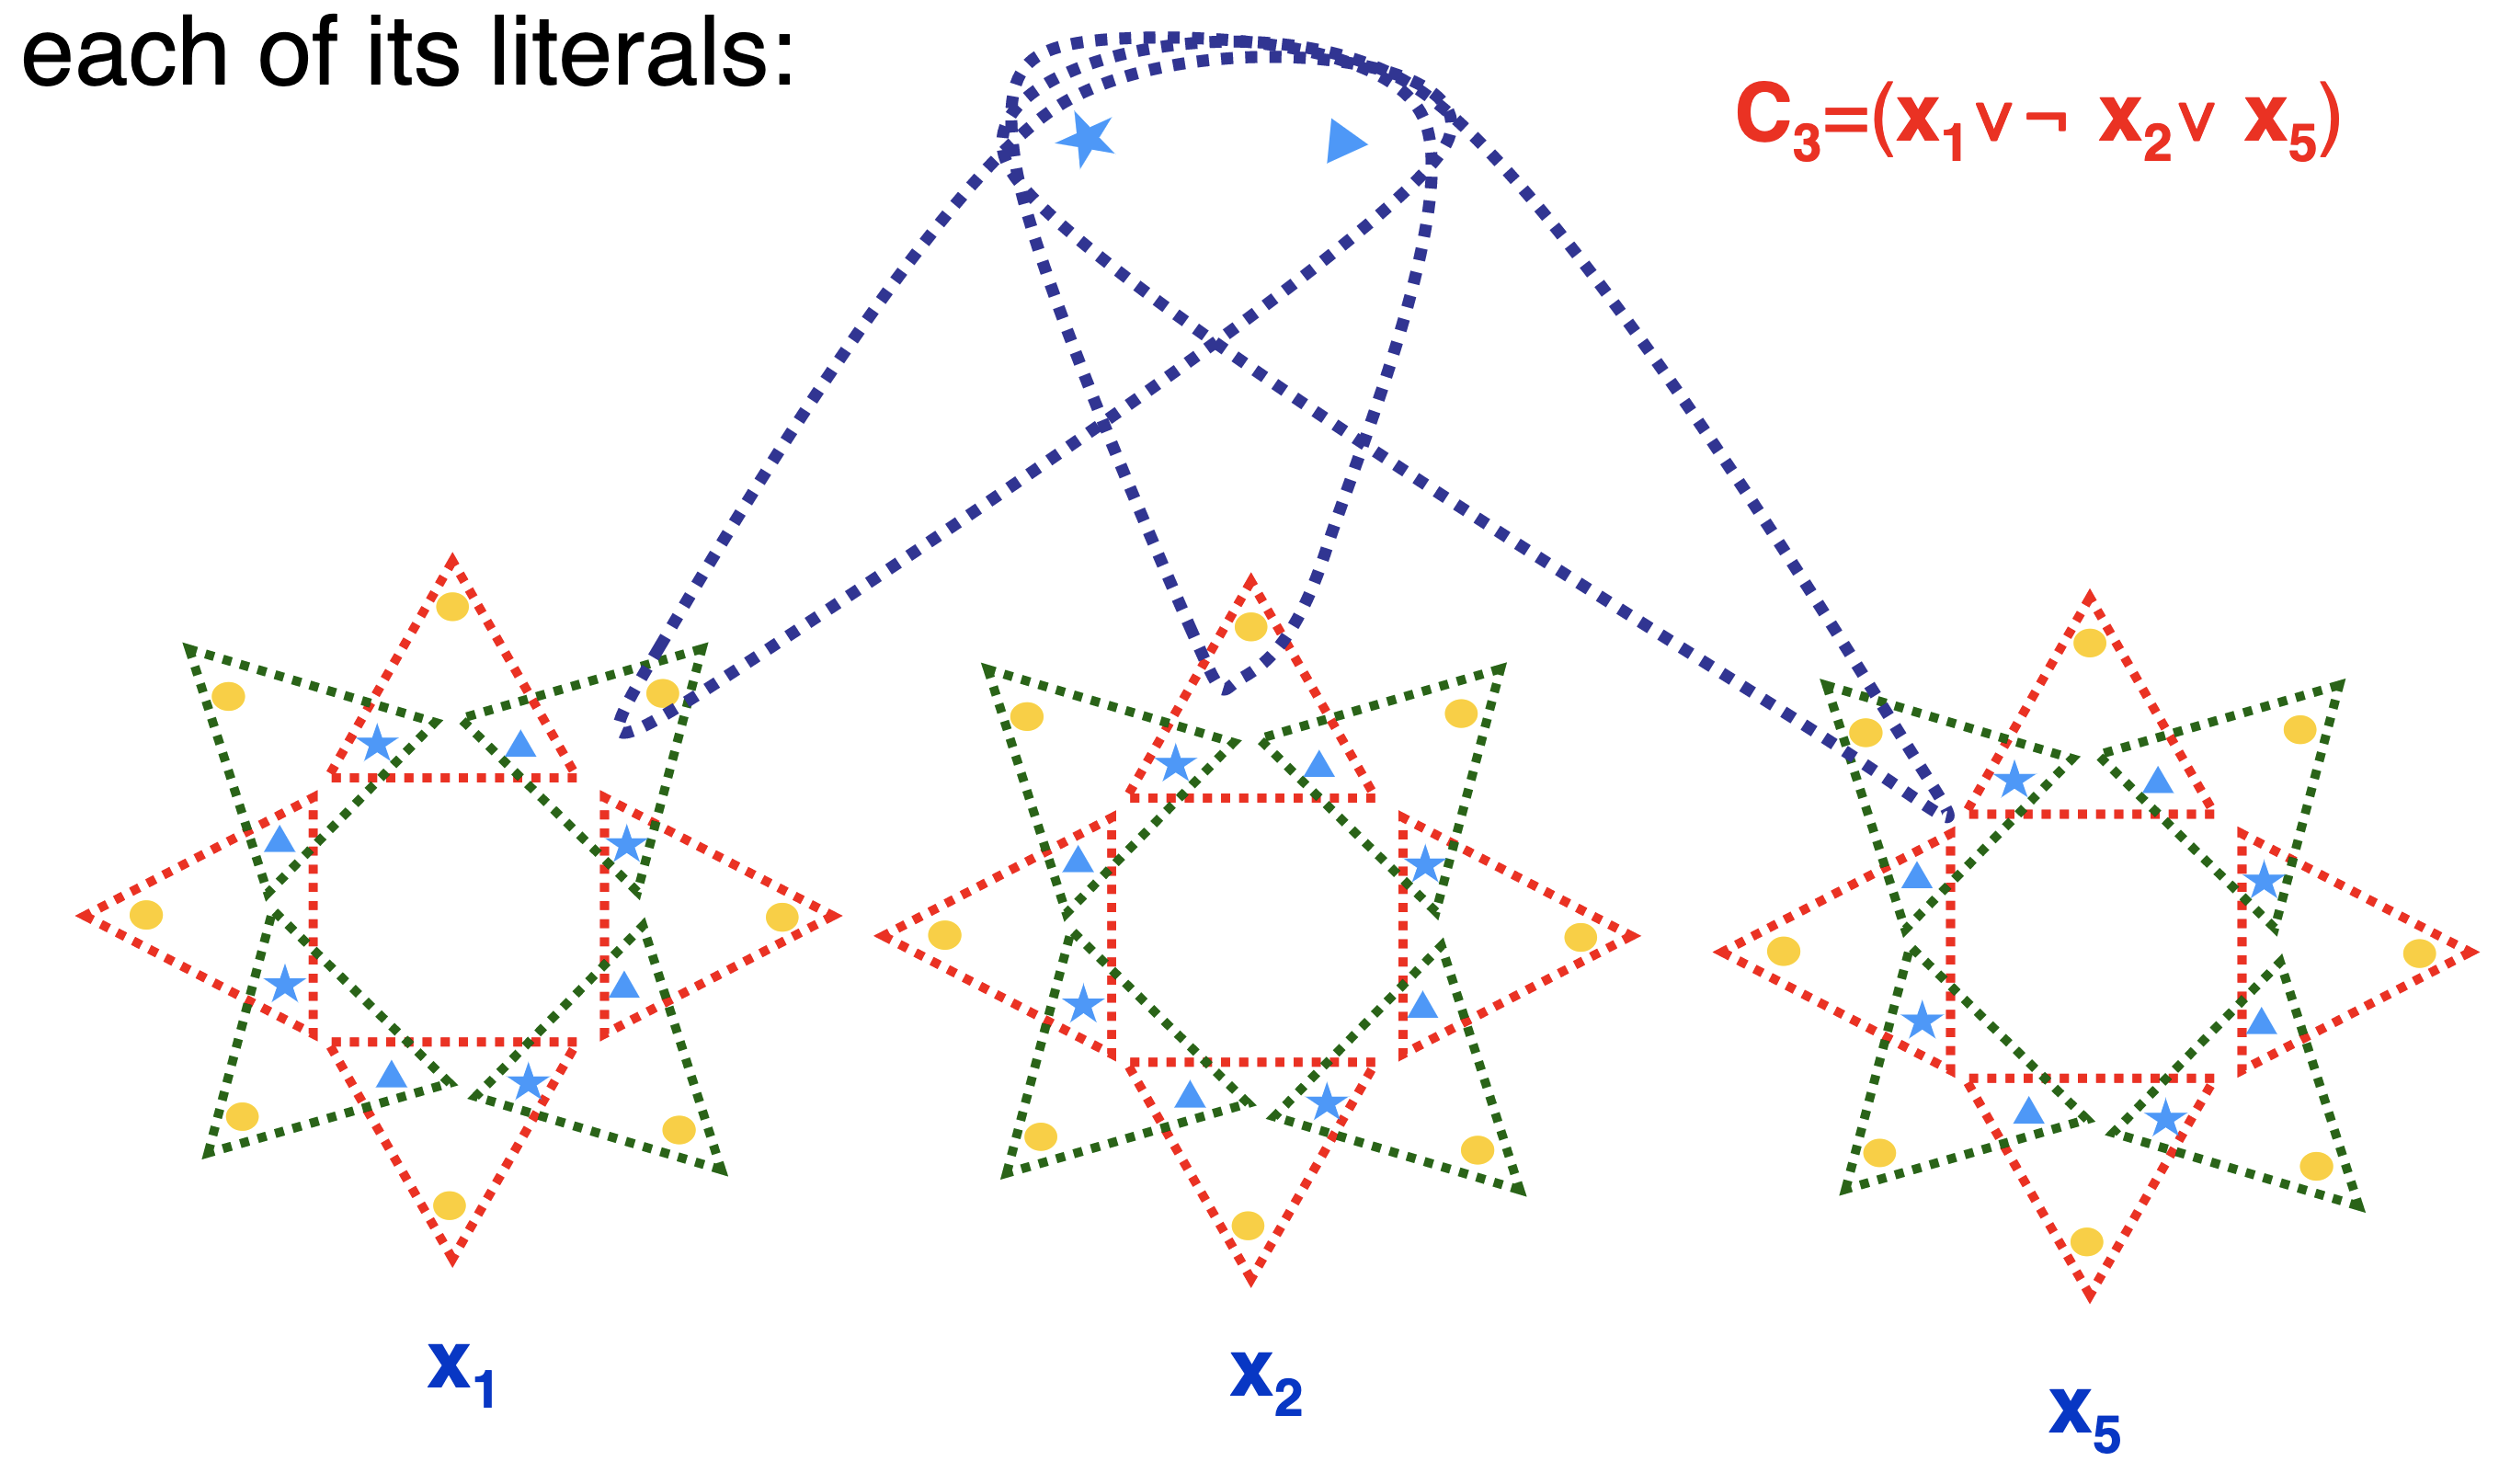 each of its literals:
C₃=(x₁∨¬ x₂∨ x₅)
x₁
x₂
x₅